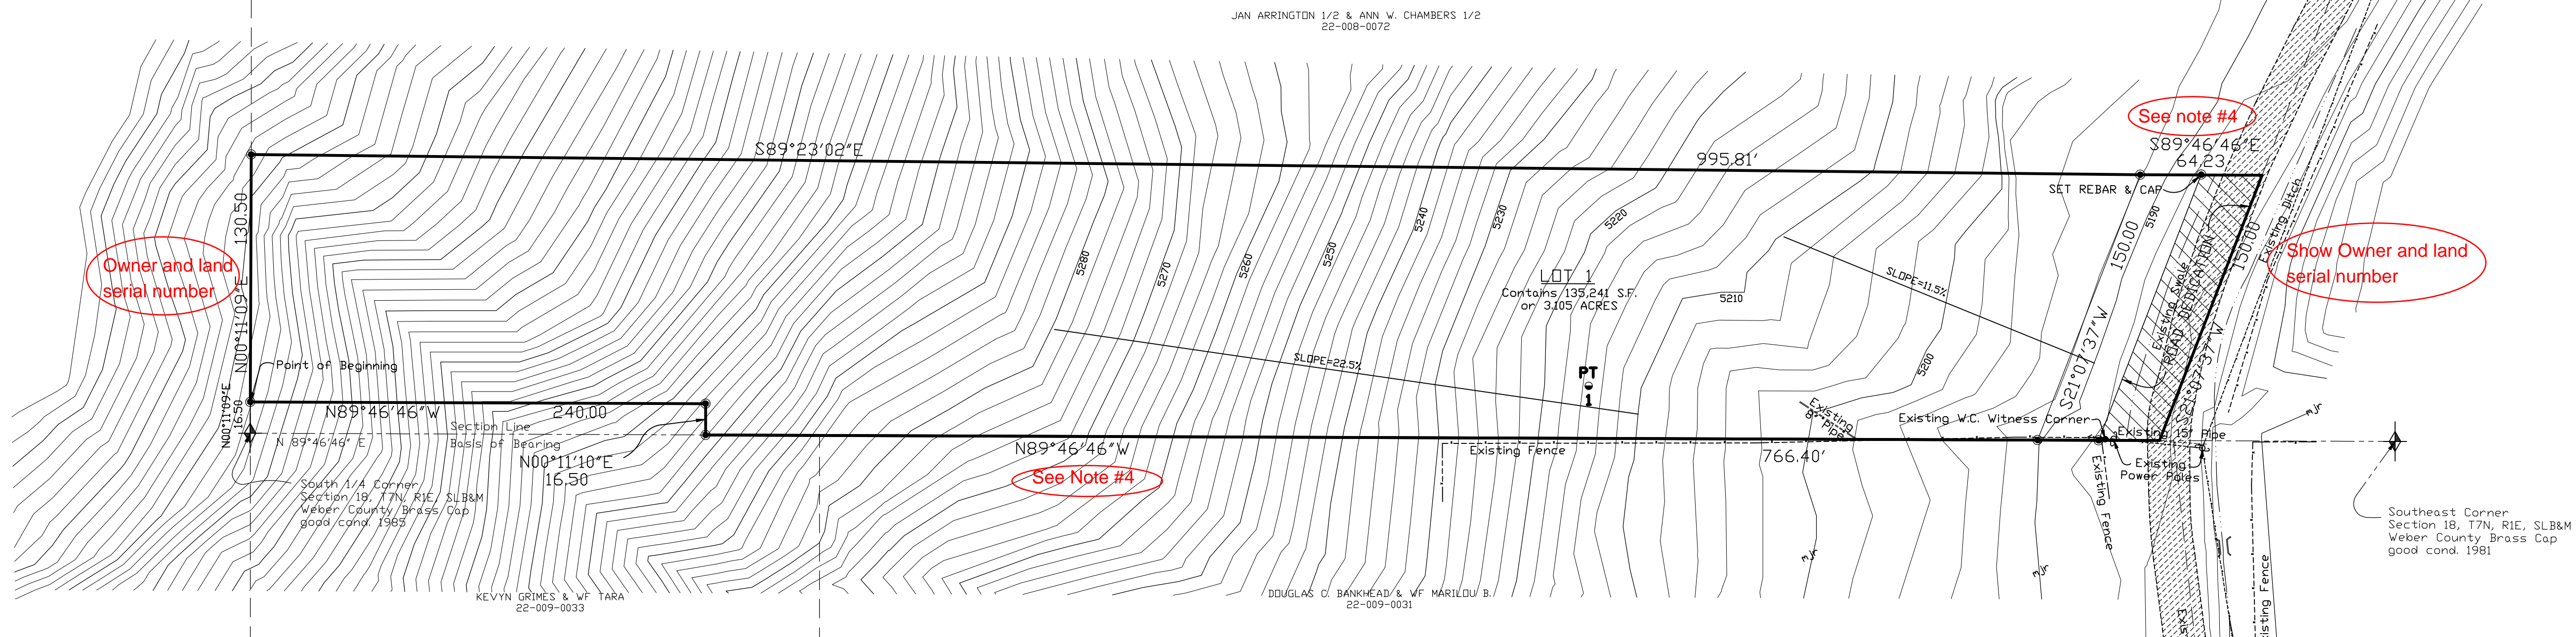 JAN ARRINGTON 1/2 & ANN W. CHAMBERS 1/2
22-008-0072
See note #4
S89°46'46"E
64.23
S89°23'02"E
995.81'
SET REBAR & CAP
130.50
N00°11'09"E
Owner and land
serial number
5280
5270
5260
5250
5240
5230
5220
5210
5200
5190
LOT 1
Contains 135,241 S.F.
or 3.105 ACRES
SLOPE=11.5%
SLOPE=22.5%
150.00
S21°07'37"W
Existing Swale
ROAD DEDICATION
150.00
S21°07'37"W
Existing Ditch
Show Owner and land
serial number
Point of Beginning
PT
1
N00°11'09"E
16.50
N89°46'46"W
240.00
Section Line
N 89°46'46" E
Basis of Bearing
N00°11'10"E
16.50
N89°46'46"W
See Note #4
Existing Fence
766.40'
Existing
8" Pipe
Existing W.C. Witness Corner
Existing 15" Pipe
Existing
Power Poles
Existing Fence
mjr
mjr
mjr
mjr
South 1/4 Corner
Section 18, T7N, R1E, SLB&M
Weber County Brass Cap
good cond. 1985
Southeast Corner
Section 18, T7N, R1E, SLB&M
Weber County Brass Cap
good cond. 1981
KEVYN GRIMES & WF TARA
22-009-0033
DOUGLAS C. BANKHEAD & WF MARILOU B.
22-009-0031
Exis
isting Fence